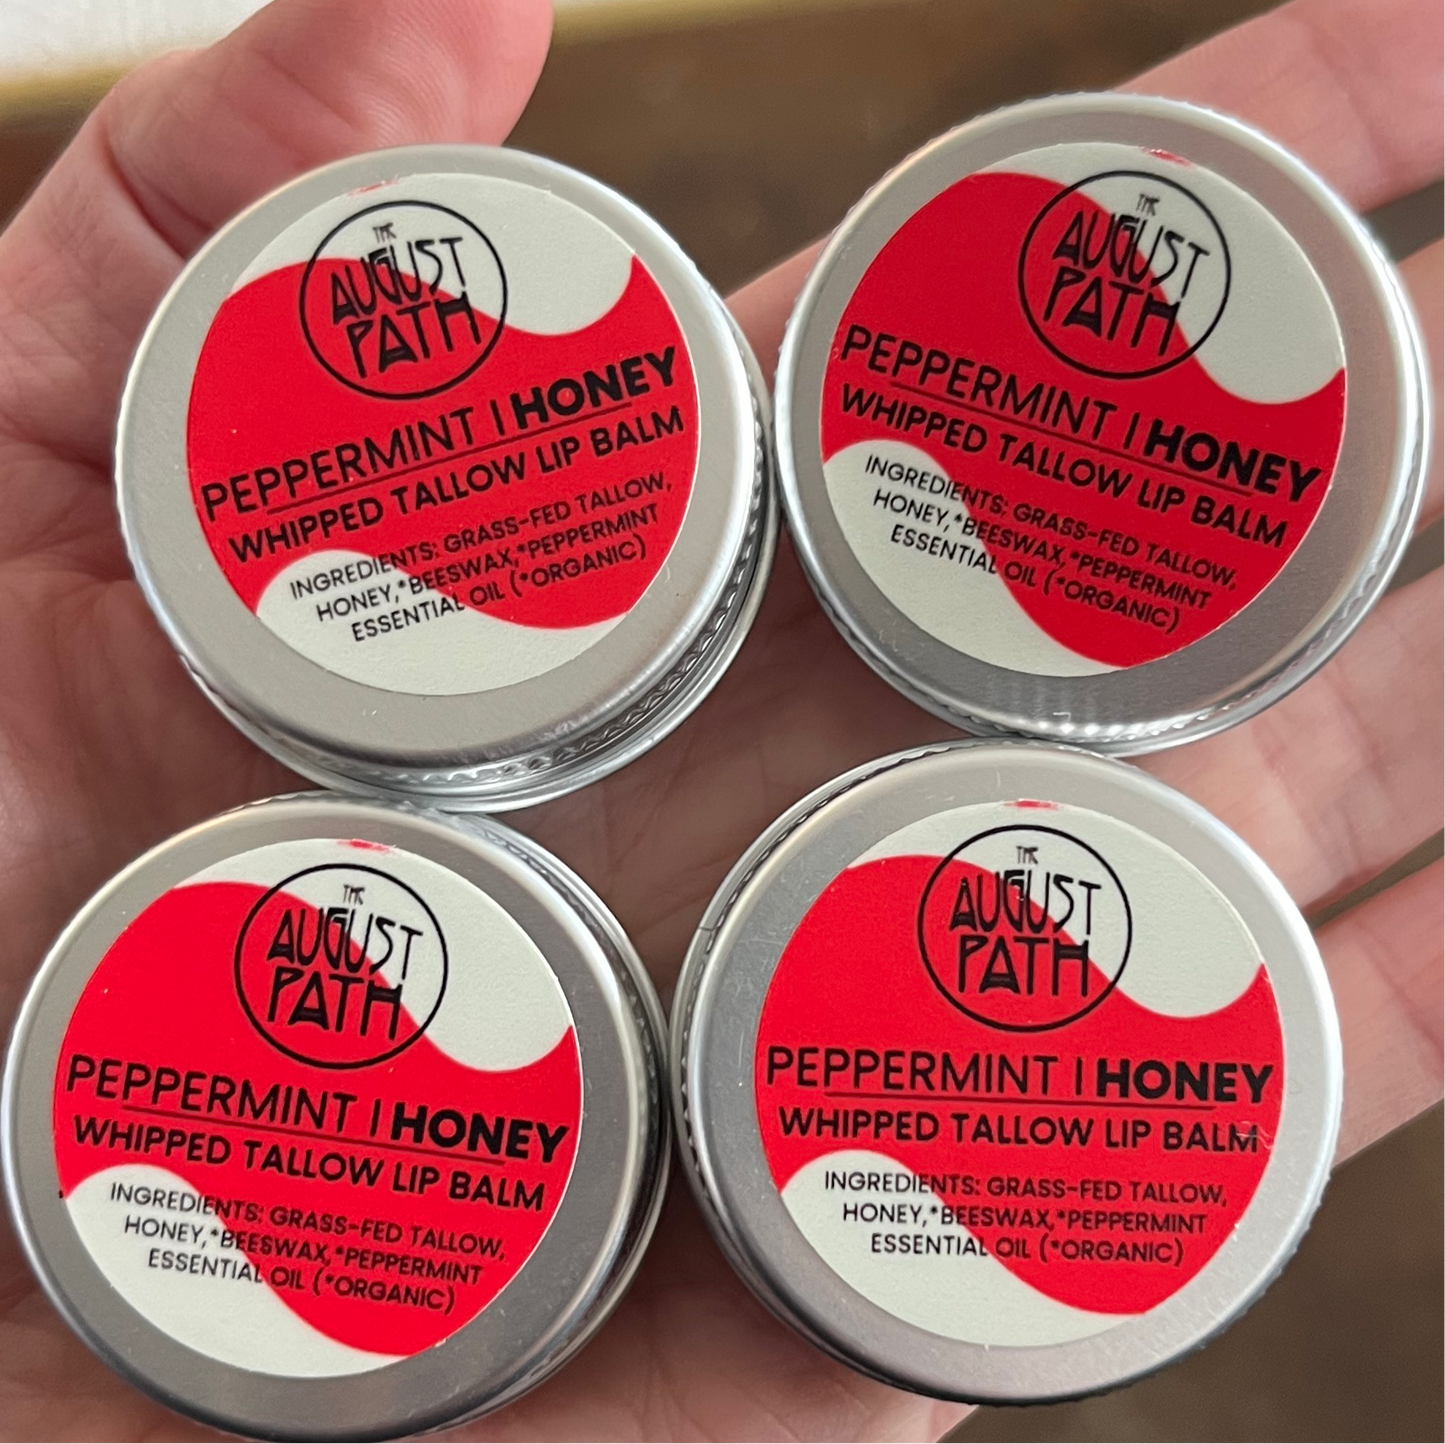 THE
AUGUST
PATH
PEPPERMINT | HONEY
WHIPPED TALLOW LIP BALM
INGREDIENTS: GRASS-FED TALLOW,
HONEY,*BEESWAX,*PEPPERMINT
ESSENTIAL OIL (*ORGANIC)
THE
AUGUST
PATH
PEPPERMINT | HONEY
WHIPPED TALLOW LIP BALM
INGREDIENTS: GRASS-FED TALLOW,
HONEY,*BEESWAX,*PEPPERMINT
ESSENTIAL OIL (*ORGANIC)
THE
AUGUST
PATH
PEPPERMINT | HONEY
WHIPPED TALLOW LIP BALM
INGREDIENTS: GRASS-FED TALLOW,
HONEY,*BEESWAX,*PEPPERMINT
ESSENTIAL OIL (*ORGANIC)
THE
AUGUST
PATH
PEPPERMINT | HONEY
WHIPPED TALLOW LIP BALM
INGREDIENTS: GRASS-FED TALLOW,
HONEY,*BEESWAX,*PEPPERMINT
ESSENTIAL OIL (*ORGANIC)